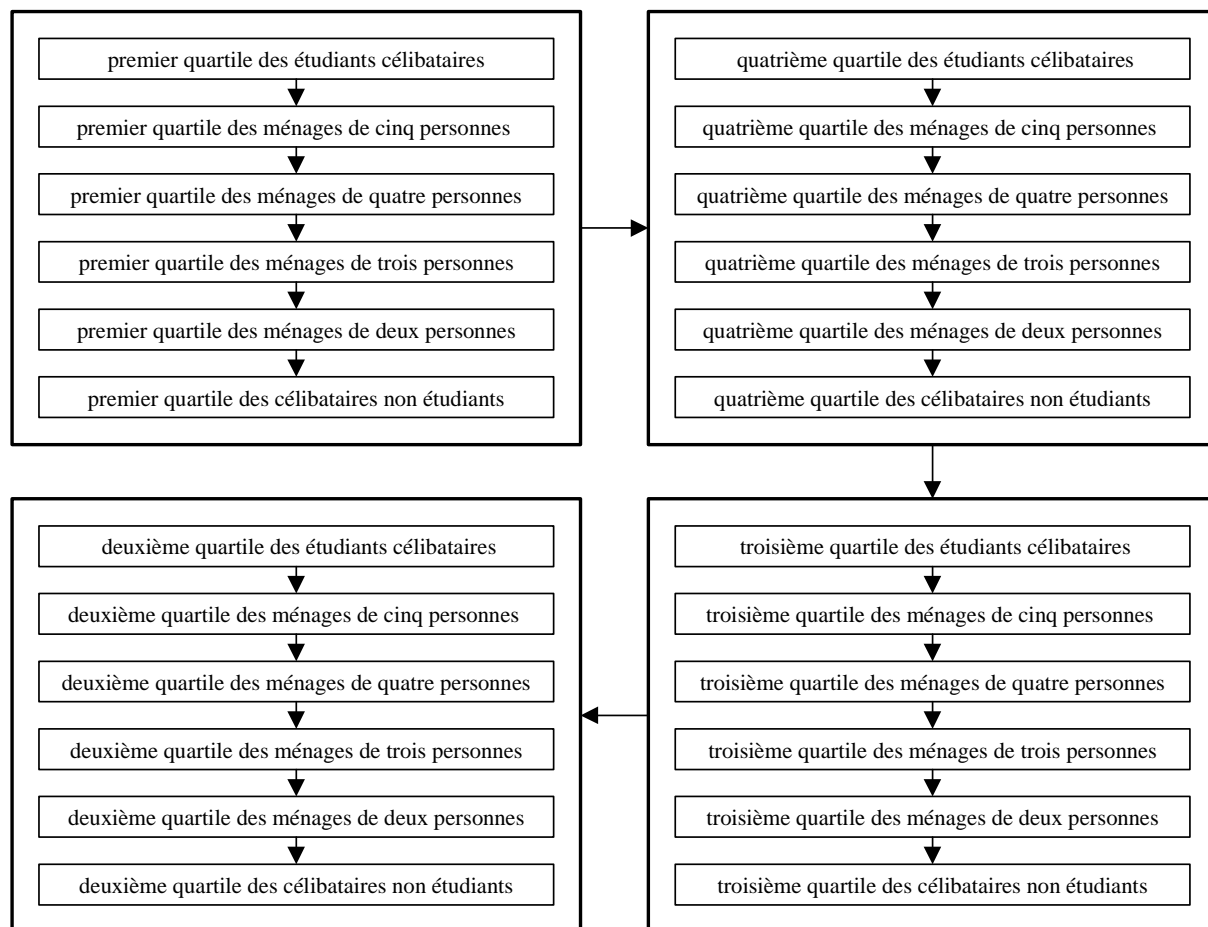 premier quartile des étudiants célibataires
premier quartile des ménages de cinq personnes
premier quartile des ménages de quatre personnes
premier quartile des ménages de trois personnes
premier quartile des ménages de deux personnes
premier quartile des célibataires non étudiants
quatrième quartile des étudiants célibataires
quatrième quartile des ménages de cinq personnes
quatrième quartile des ménages de quatre personnes
quatrième quartile des ménages de trois personnes
quatrième quartile des ménages de deux personnes
quatrième quartile des célibataires non étudiants
troisième quartile des étudiants célibataires
troisième quartile des ménages de cinq personnes
troisième quartile des ménages de quatre personnes
troisième quartile des ménages de trois personnes
troisième quartile des ménages de deux personnes
troisième quartile des célibataires non étudiants
deuxième quartile des étudiants célibataires
deuxième quartile des ménages de cinq personnes
deuxième quartile des ménages de quatre personnes
deuxième quartile des ménages de trois personnes
deuxième quartile des ménages de deux personnes
deuxième quartile des célibataires non étudiants